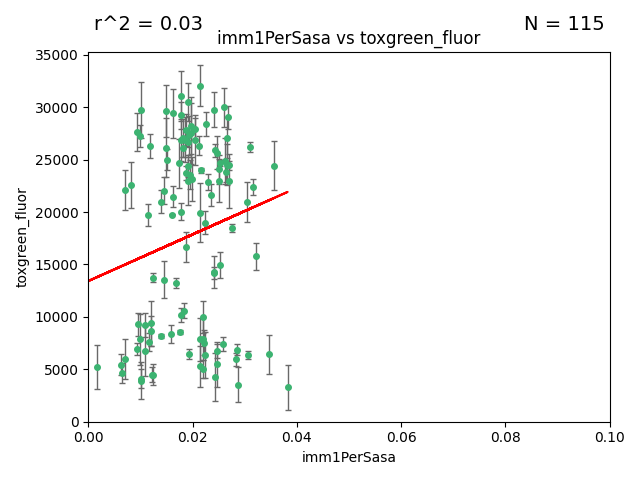 r^2 = 0.03
N = 115
imm1PerSasa vs toxgreen_fluor
35000
30000
25000
20000
15000
10000
5000
0
toxgreen_fluor
0.00
0.02
0.04
0.06
0.08
0.10
imm1PerSasa